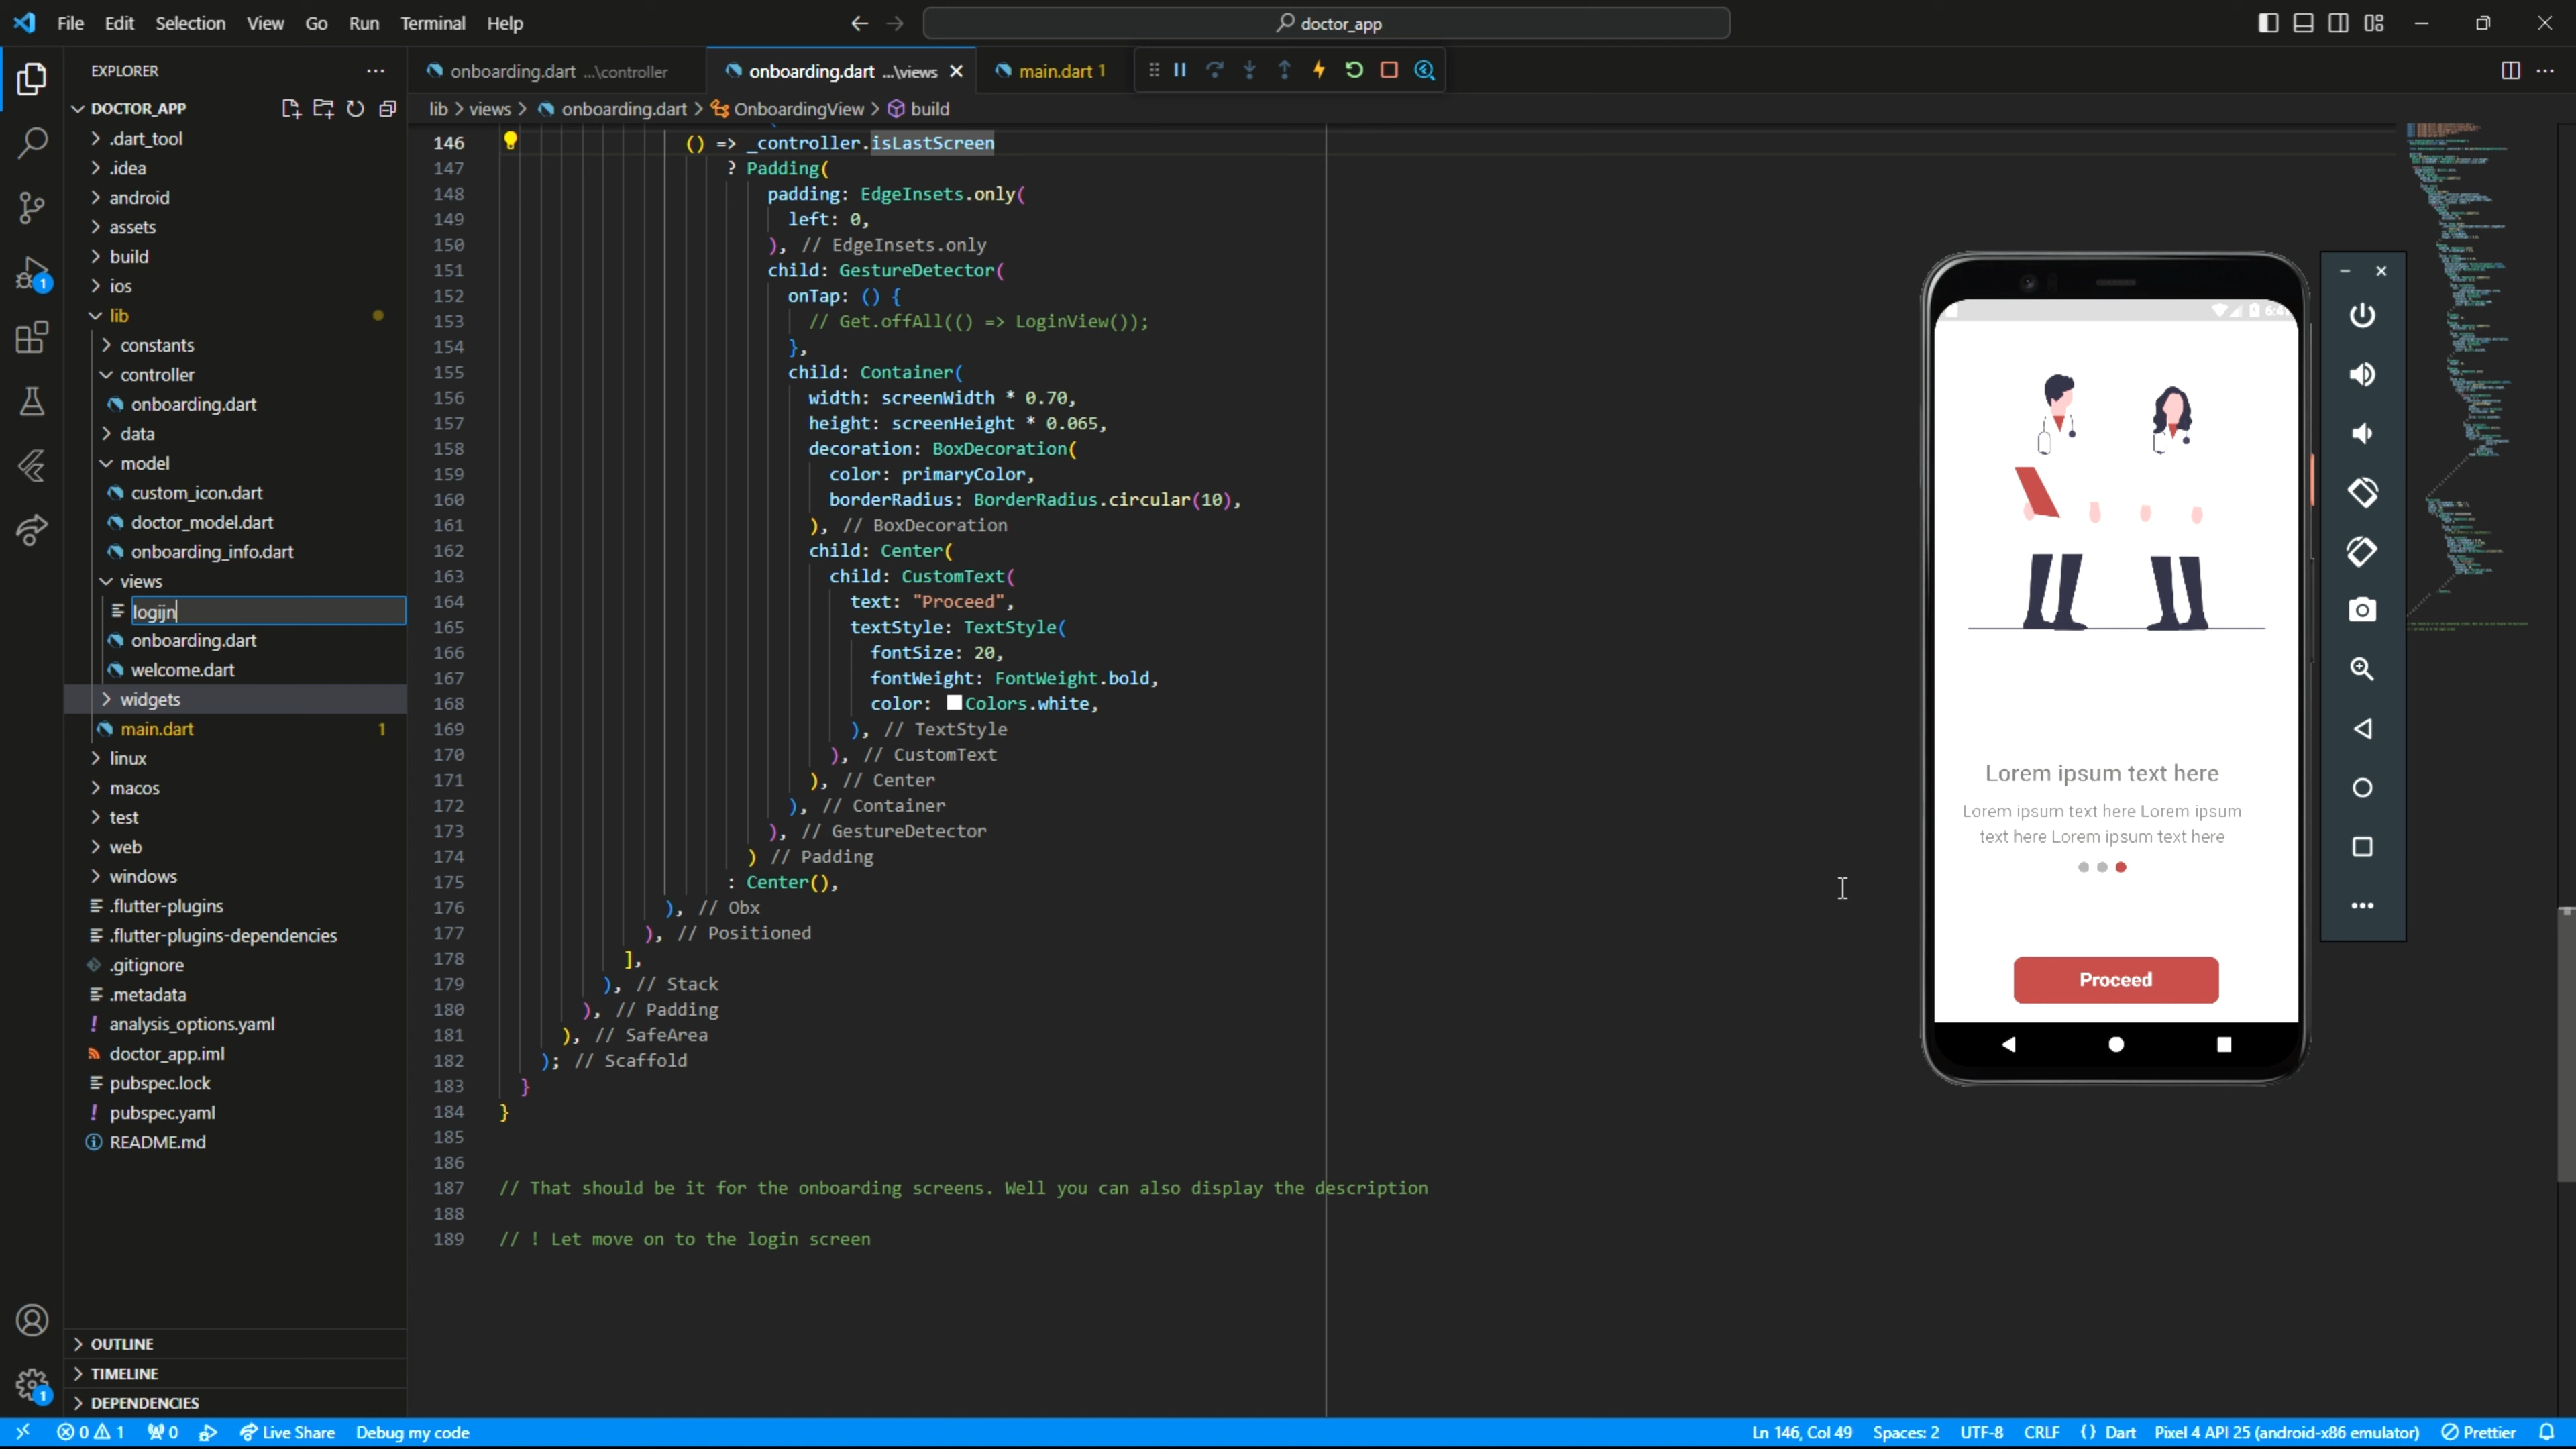 File Edit Selection View Go Run Terminal Help
doctor_app
EXPLORER
onboarding.dart ...\controller
onboarding.dart ...\views
main.dart 1
DOCTOR_APP
lib > views > onboarding.dart > OnboardingView > build
.dart_tool
.idea
android
assets
build
ios
lib
constants
controller
onboarding.dart
data
model
custom_icon.dart
doctor_model.dart
onboarding_info.dart
views
logijn
onboarding.dart
welcome.dart
widgets
main.dart 1
linux
macos
test
web
windows
.flutter-plugins
.flutter-plugins-dependencies
.gitignore
.metadata
analysis_options.yaml
doctor_app.iml
pubspec.lock
pubspec.yaml
README.md
OUTLINE
TIMELINE
DEPENDENCIES
146 () => _controller.isLastScreen
147 ? Padding(
148 padding: EdgeInsets.only(
149 left: 0,
150 ), // EdgeInsets.only
151 child: GestureDetector(
152 onTap: () {
153 // Get.offAll(() => LoginView());
154 },
155 child: Container(
156 width: screenWidth * 0.70,
157 height: screenHeight * 0.065,
158 decoration: BoxDecoration(
159 color: primaryColor,
160 borderRadius: BorderRadius.circular(10),
161 ), // BoxDecoration
162 child: Center(
163 child: CustomText(
164 text: "Proceed",
165 textStyle: TextStyle(
166 fontSize: 20,
167 fontWeight: FontWeight.bold,
168 color: Colors.white,
169 ), // TextStyle
170 ), // CustomText
171 ), // Center
172 ), // Container
173 ), // GestureDetector
174 ) // Padding
175 : Center(),
176 ), // Obx
177 ), // Positioned
178 ],
179 ), // Stack
180 ), // Padding
181 ), // SafeArea
182 ); // Scaffold
183 }
184 }
185
186
187 // That should be it for the onboarding screens. Well you can also display the description
188
189 // ! Let move on to the login screen
Lorem ipsum text here
Lorem ipsum text here Lorem ipsum
text here Lorem ipsum text here
Proceed
0 1 0 Live Share Debug my code
Ln 146, Col 49 Spaces: 2 UTF-8 CRLF {} Dart Pixel 4 API 25 (android-x86 emulator) Prettier